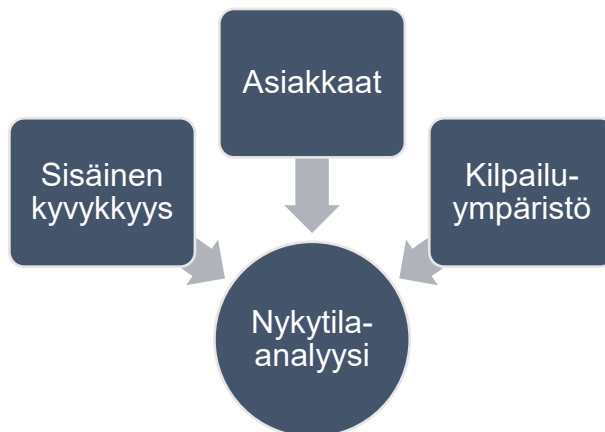 Asiakkaat
Sisäinen
kyvykkyys
Kilpailu-
ympäristö
Nykytila-
analyysi